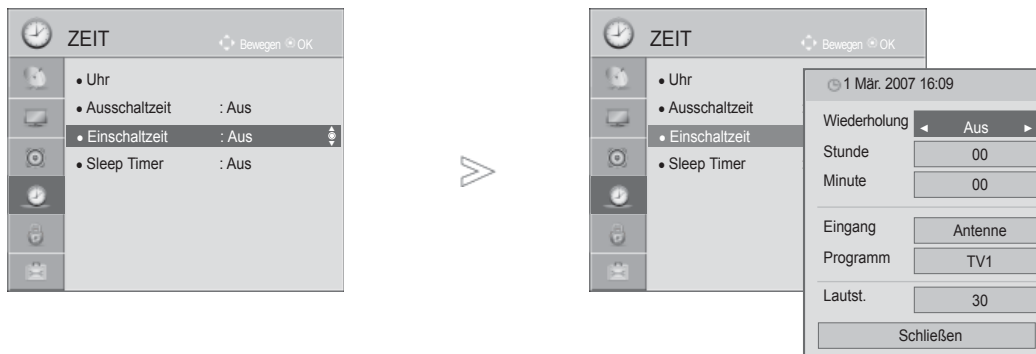 ZEIT
Bewegen OK
• Uhr
• Ausschaltzeit : Aus
• Einschaltzeit : Aus
• Sleep Timer : Aus
ZEIT
Bewegen OK
• Uhr
• Ausschaltzeit
• Einschaltzeit
• Sleep Timer
1 Mär. 2007 16:09
Wiederholung ◄ Aus ►
Stunde 00
Minute 00
Eingang Antenne
Programm TV1
Lautst. 30
Schließen